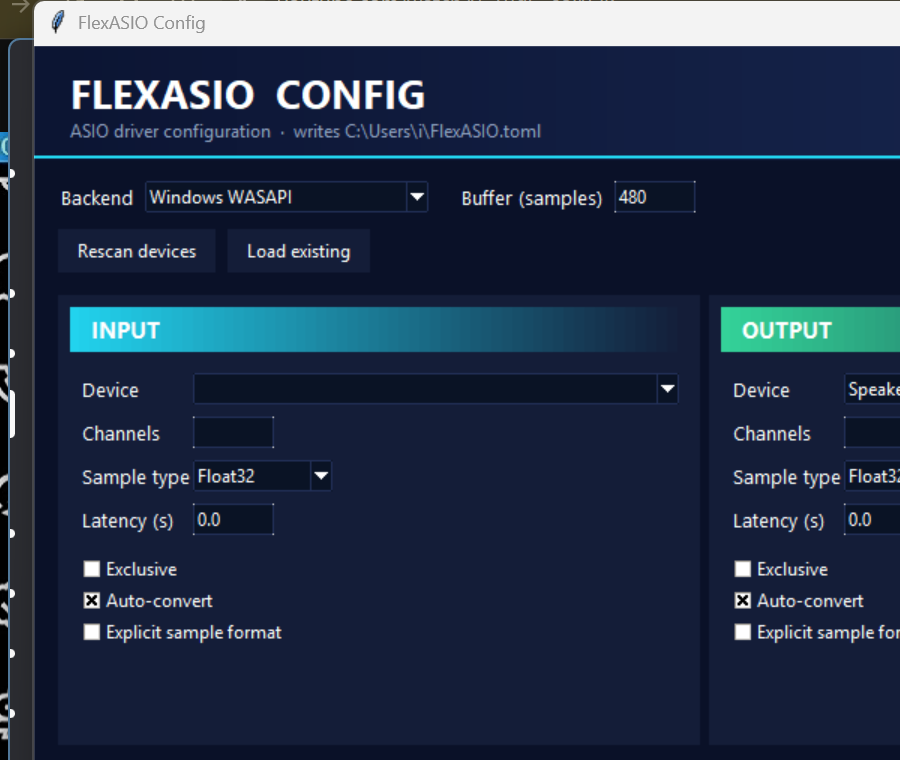 FlexASIO Config
FLEXASIO CONFIG
ASIO driver configuration · writes C:\Users\i\FlexASIO.toml
Backend Windows WASAPI Buffer (samples) 480
Rescan devices Load existing
INPUT
Device
Channels
Sample type Float32
Latency (s) 0.0
Exclusive
Auto-convert
Explicit sample format
OUTPUT
Device
Channels
Sample type
Latency (s) 0.0
Exclusive
Auto-convert
Explicit sample